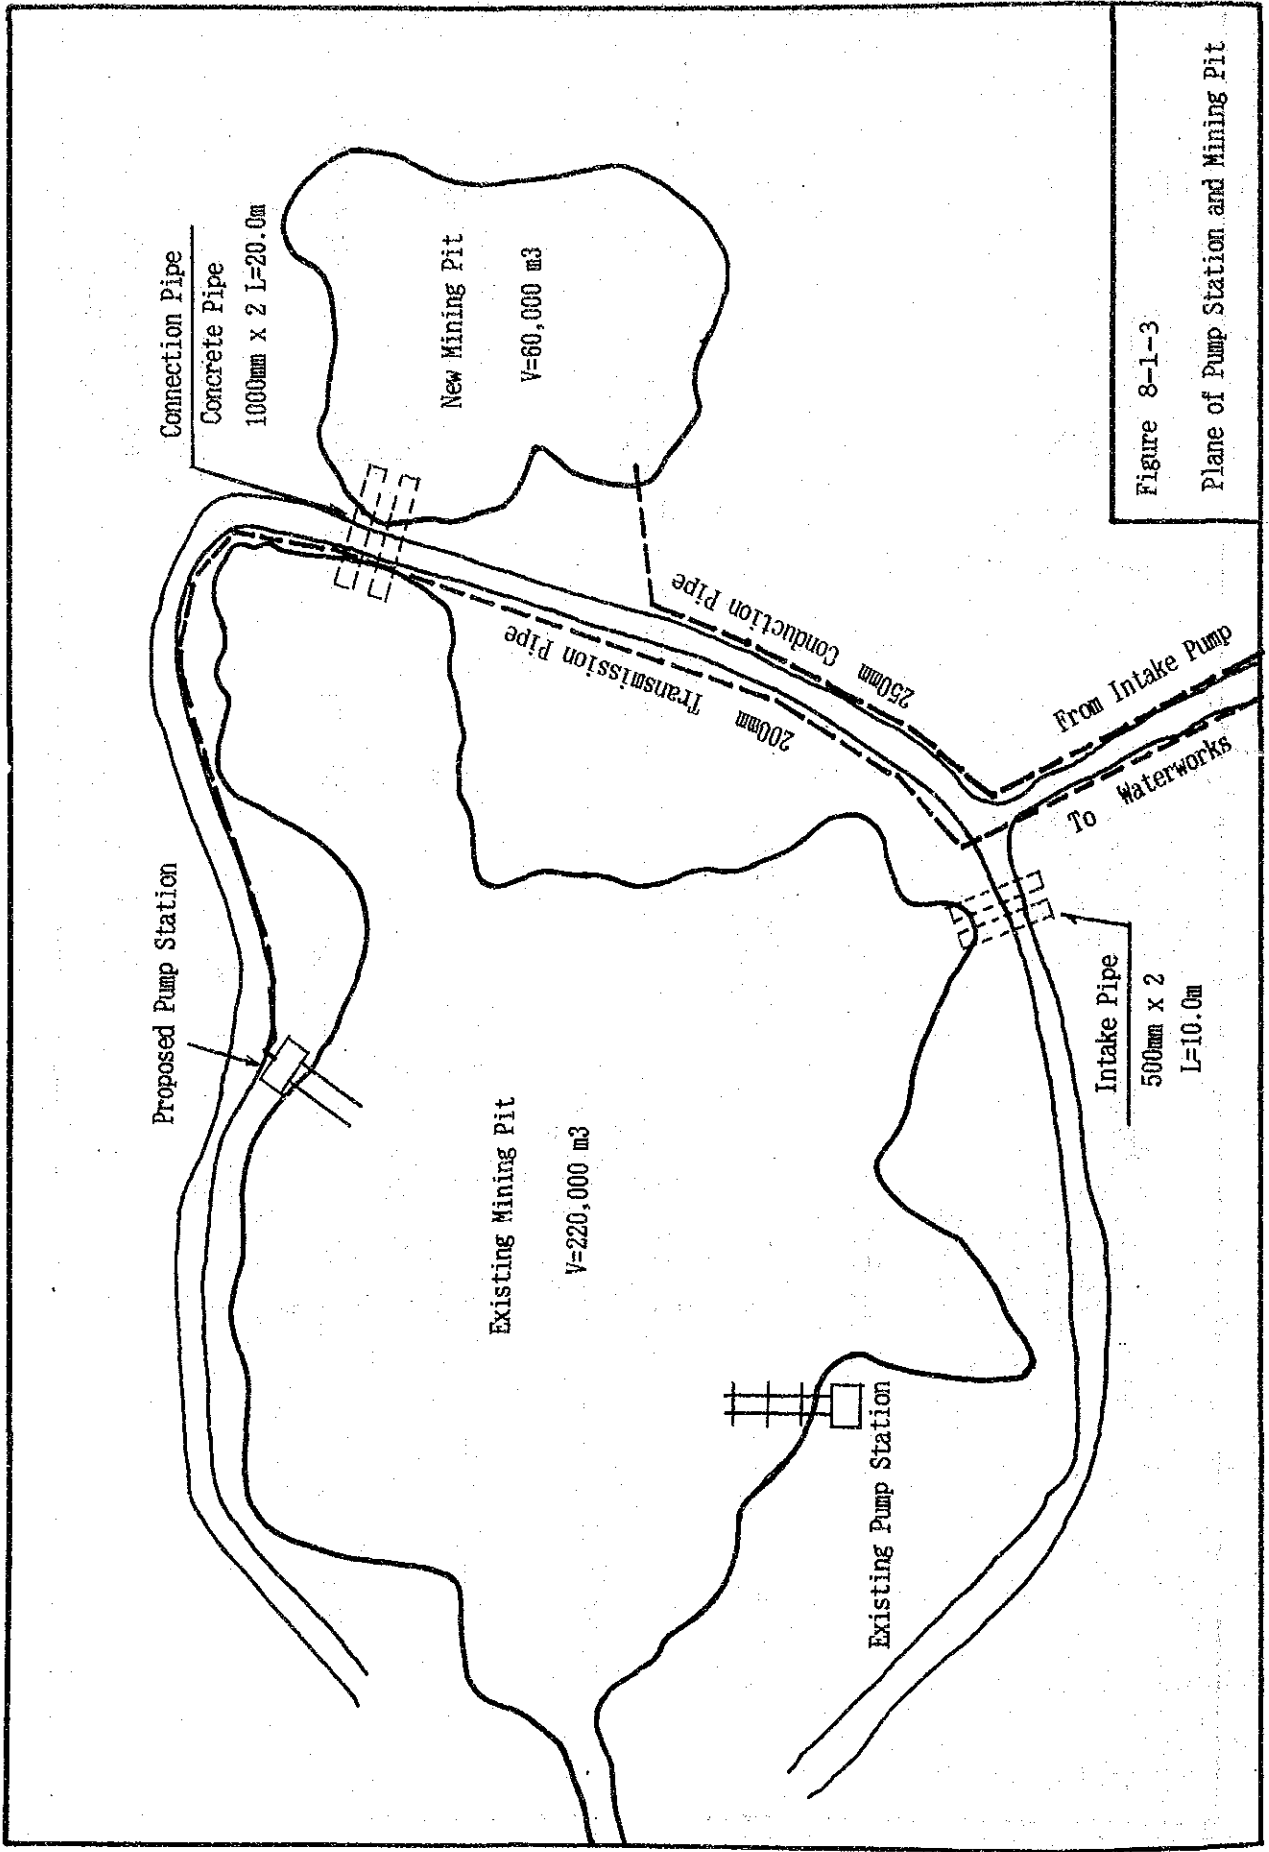 Connection Pipe
Concrete Pipe
1000mm x 2 L=20.0m
New Mining Pit
V=60,000 m3
Proposed Pump Station
200mm Transmission Pipe
250mm Conduction Pipe
Existing Mining Pit
V=220,000 m3
From Intake Pump
To Waterworks
Intake Pipe
500mm x 2
L=10.0m
Existing Pump Station
Figure 8-1-3
Plane of Pump Station and Mining Pit